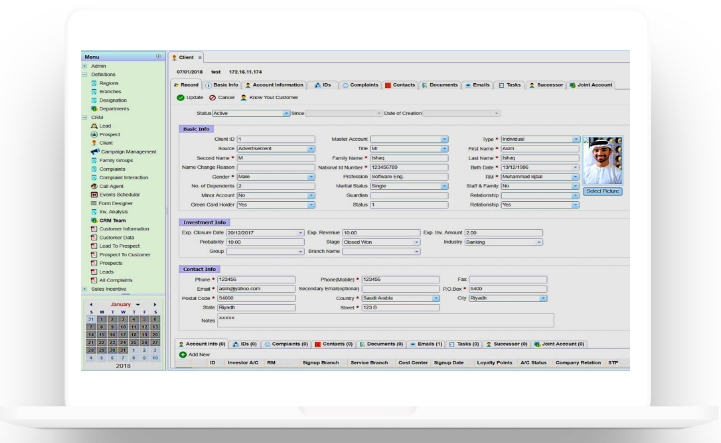 Menu
Admin
Definitions
Regions
Branches
Designation
Departments
CRM
Lead
Prospect
Client
Campaign Management
Family Groups
Complaints
Complaint Interaction
Call Agent
Events Scheduler
Form Designer
Inv. Analysis
CRM Team
Customer Information
Customer Data
Lead To Prospect
Prospect To Customer
Prospects
Leads
All Complaints
Sales Incentive
January
S M T W T F S
31 1 2 3 4 5 6
7 8 9 10 11 12 13
14 15 16 17 18 19 20
21 22 23 24 25 26 27
28 29 30 31 1 2 3
4 5 6 7 8 9 10
2018
Client
07/01/2018 test 172.16.11.174
Record Basic Info Account Information IDs Complaints Contacts Documents Emails Tasks Successor Joint Account
Update Cancel Know Your Customer
Status Active Since Date of Creation
Basic Info
Client ID 1 Master Account Type * Individual
Source Advertisement Title Mr First Name * Asim
Second Name * M Family Name * Ishaq Last Name * Ishaq
Name Change Reason National Id Number * 123456789 Birth Date * 13/12/1986
Gender * Male Profession Software Eng. RM * Muhammad Iqbal
No. of Dependents 2 Marital Status Single Staff & Family No
Minor Account No Guardian Relationship
Green Card Holder Yes Status 1 Relationship Yes
Select Picture
Investment Info
Exp. Closure Date 20/12/2017 Exp. Revenue 10.00 Exp. Inv. Amount 2.00
Probability 10.00 Stage Closed Won Industry Banking
Group Branch Name
Contact Info
Phone * 123456 Phone(Mobile) * 123456 Fax
Email * asim@yahoo.com Secondary Email(optional) P.O.Box * 5400
Postal Code * 54000 Country * Saudi Arabia City Riyadh
State Riyadh Street * 123-B
Notes xxxxx
Account Info (0) IDs (0) Complaints (0) Contacts (0) Documents (0) Emails (1) Tasks (0) Successor (0) Joint Account (0)
Add New
ID Investor A/C RM Signup Branch Service Branch Cost Center Signup Date Loyalty Points A/C Status Company Relation STP